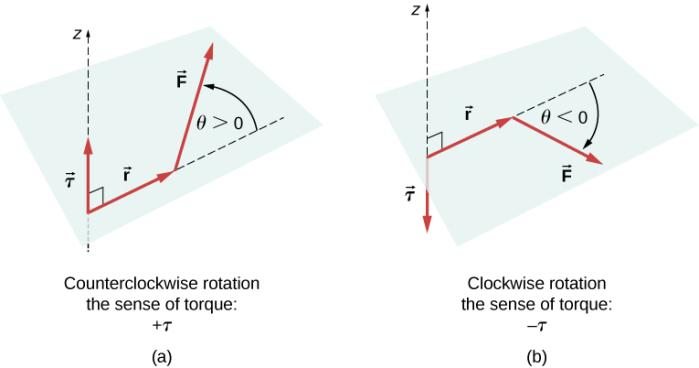 z
F⃗
θ > 0
τ⃗
r⃗
Counterclockwise rotation
the sense of torque:
+τ
(a)
z
r⃗
θ < 0
F⃗
τ⃗
Clockwise rotation
the sense of torque:
–τ
(b)